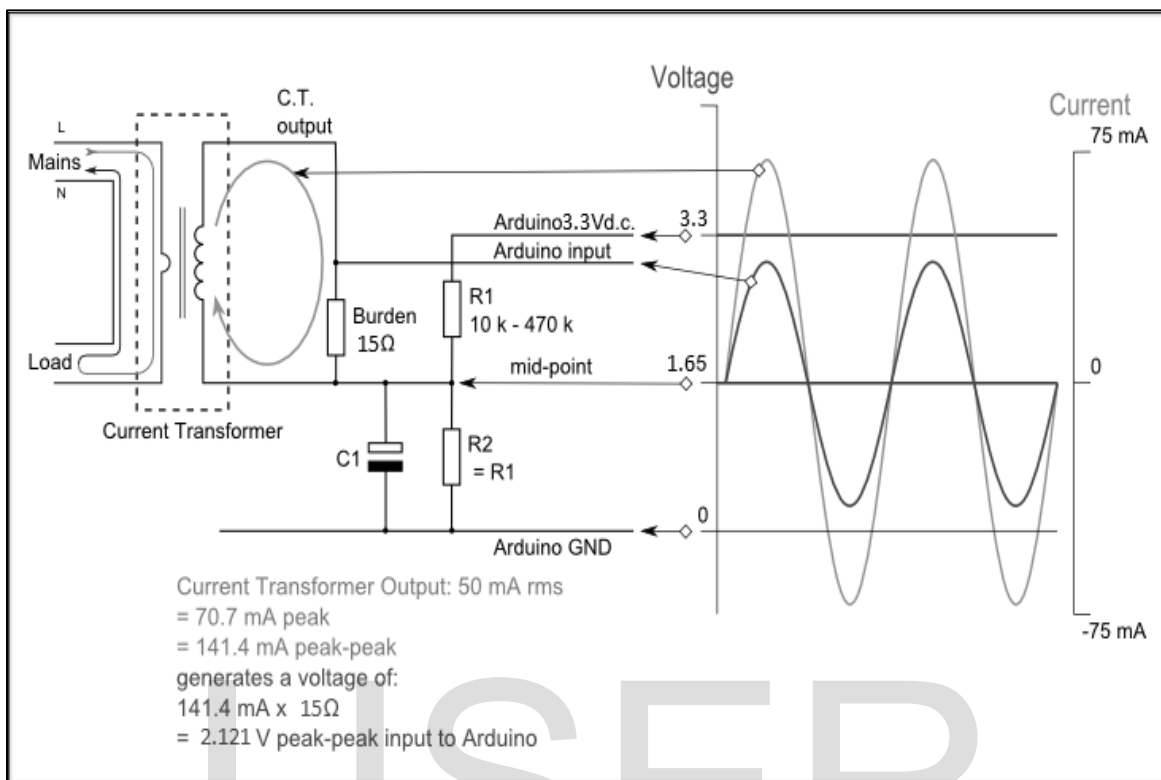 Voltage
Current
C.T.
output
75 mA
L
Mains
N
Arduino3.3Vd.c.
3.3
Arduino input
R1
10 k - 470 k
Burden
15Ω
mid-point
1.65
0
Load
Current Transformer
C1
R2
= R1
0
Arduino GND
-75 mA
Current Transformer Output: 50 mA rms
= 70.7 mA peak
= 141.4 mA peak-peak
generates a voltage of:
141.4 mA x 15Ω
= 2.121 V peak-peak input to Arduino